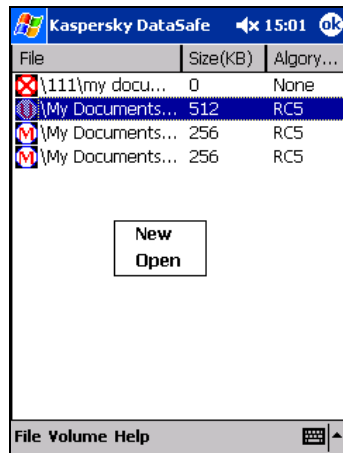 Kaspersky DataSafe 15:01 ok
File Size(KB) Algory...
\111\my docu... 0 None
\My Documents... 512 RC5
M \My Documents... 256 RC5
M \My Documents... 256 RC5
New
Open
File Volume Help